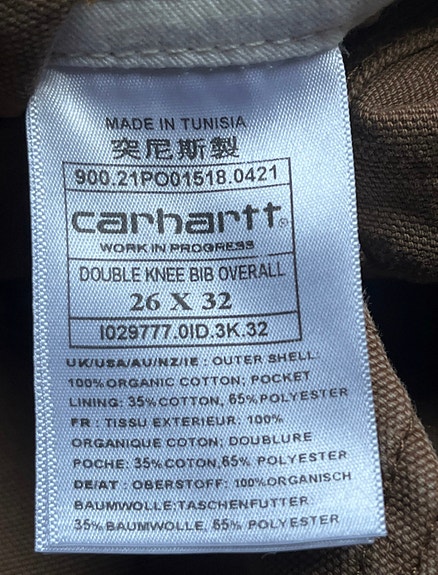 MADE IN TUNISIA
突尼斯製
900.21PO01518.0421
carhartt®
WORK IN PROGRESS
DOUBLE KNEE BIB OVERALL
26 X 32
I029777.0ID.3K.32
UK/USA/AU/NZ/IE : OUTER SHELL:
100% ORGANIC COTTON; POCKET
LINING: 35% COTTON, 65% POLYESTER
FR : TISSU EXTERIEUR: 100%
ORGANIQUE COTON; DOUBLURE
POCHE: 35% COTON,65% POLYESTER
DE/AT : OBERSTOFF: 100%ORGANISCH
BAUMWOLLE;TASCHENFUTTER:
35% BAUMWOLLE, 65% POLYESTER